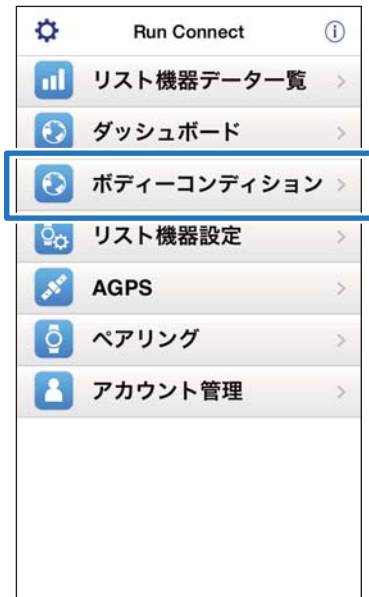 Run Connect
リスト機器データ一覧
ダッシュボード
ボディーコンディション
リスト機器設定
AGPS
ペアリング
アカウント管理